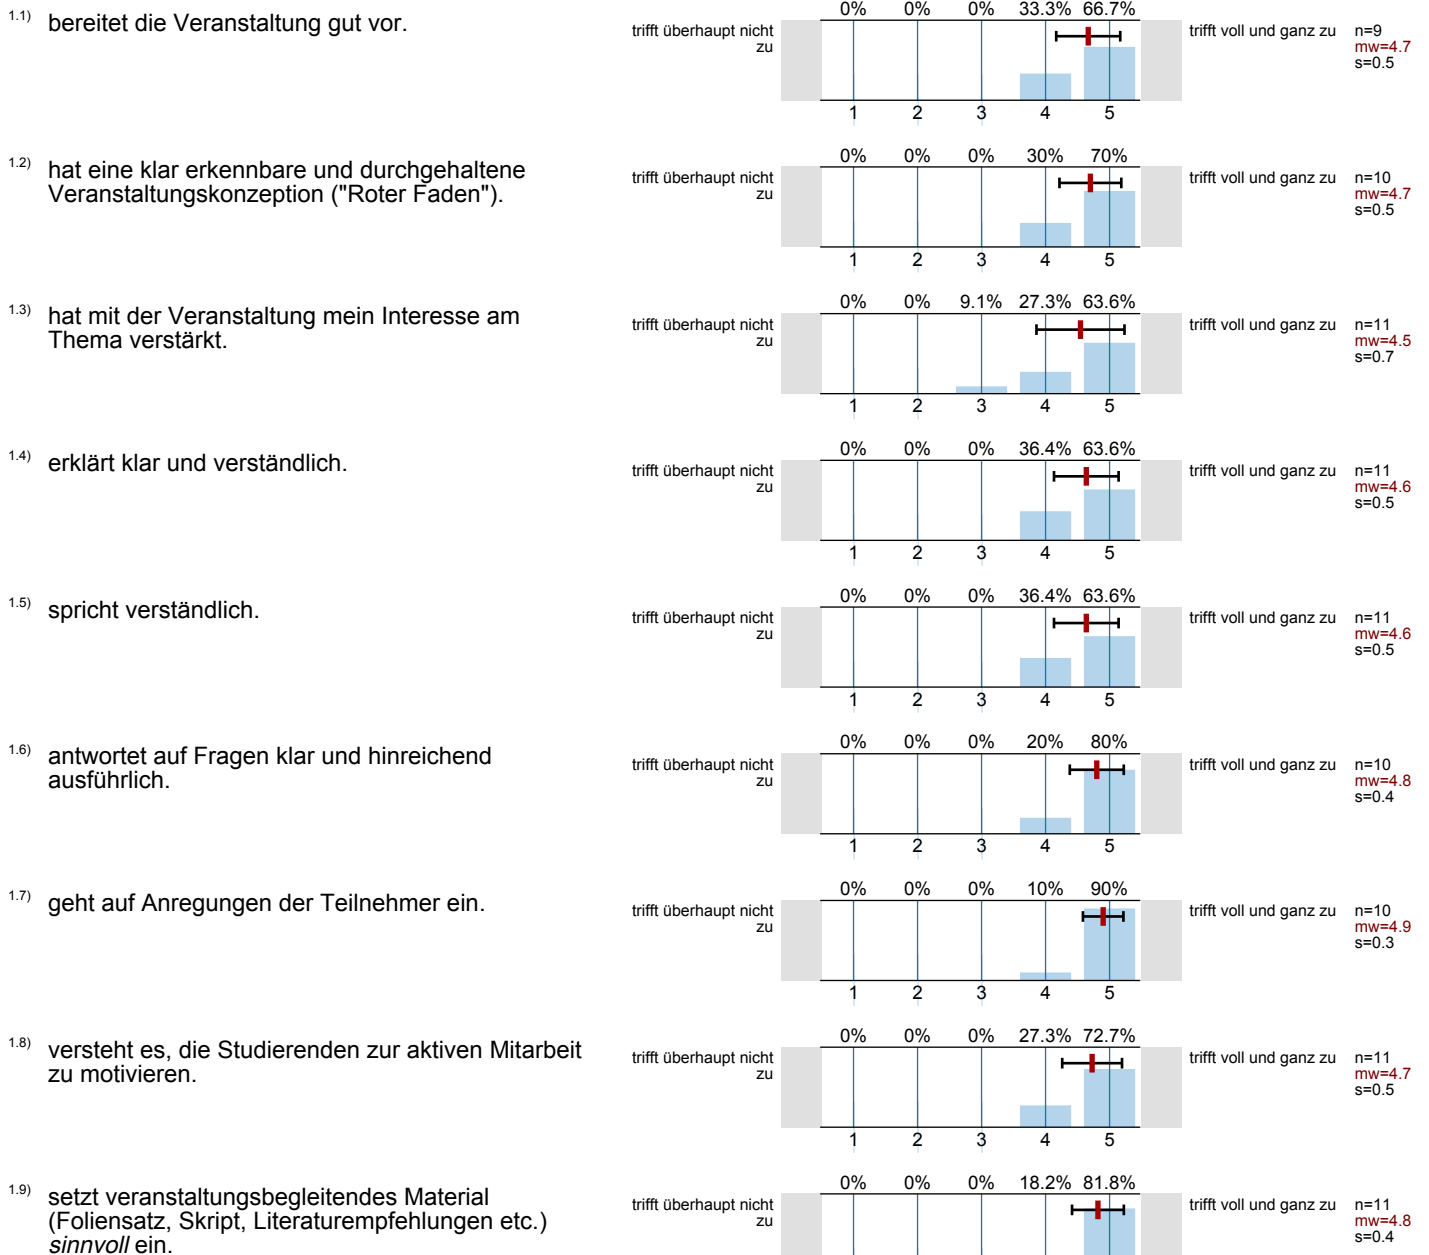 1.1) bereitet die Veranstaltung gut vor.
trifft überhaupt nicht
zu
0% 0% 0% 33.3% 66.7%
1 2 3 4 5
trifft voll und ganz zu
n=9
mw=4.7
s=0.5
1.2) hat eine klar erkennbare und durchgehaltene
Veranstaltungskonzeption ("Roter Faden").
trifft überhaupt nicht
zu
0% 0% 0% 30% 70%
1 2 3 4 5
trifft voll und ganz zu
n=10
mw=4.7
s=0.5
1.3) hat mit der Veranstaltung mein Interesse am
Thema verstärkt.
trifft überhaupt nicht
zu
0% 0% 9.1% 27.3% 63.6%
1 2 3 4 5
trifft voll und ganz zu
n=11
mw=4.5
s=0.7
1.4) erklärt klar und verständlich.
trifft überhaupt nicht
zu
0% 0% 0% 36.4% 63.6%
1 2 3 4 5
trifft voll und ganz zu
n=11
mw=4.6
s=0.5
1.5) spricht verständlich.
trifft überhaupt nicht
zu
0% 0% 0% 36.4% 63.6%
1 2 3 4 5
trifft voll und ganz zu
n=11
mw=4.6
s=0.5
1.6) antwortet auf Fragen klar und hinreichend
ausführlich.
trifft überhaupt nicht
zu
0% 0% 0% 20% 80%
1 2 3 4 5
trifft voll und ganz zu
n=10
mw=4.8
s=0.4
1.7) geht auf Anregungen der Teilnehmer ein.
trifft überhaupt nicht
zu
0% 0% 0% 10% 90%
1 2 3 4 5
trifft voll und ganz zu
n=10
mw=4.9
s=0.3
1.8) versteht es, die Studierenden zur aktiven Mitarbeit
zu motivieren.
trifft überhaupt nicht
zu
0% 0% 0% 27.3% 72.7%
1 2 3 4 5
trifft voll und ganz zu
n=11
mw=4.7
s=0.5
1.9) setzt veranstaltungsbegleitendes Material
(Foliensatz, Skript, Literaturempfehlungen etc.)
sinnvoll ein.
trifft überhaupt nicht
zu
0% 0% 0% 18.2% 81.8%
trifft voll und ganz zu
n=11
mw=4.8
s=0.4